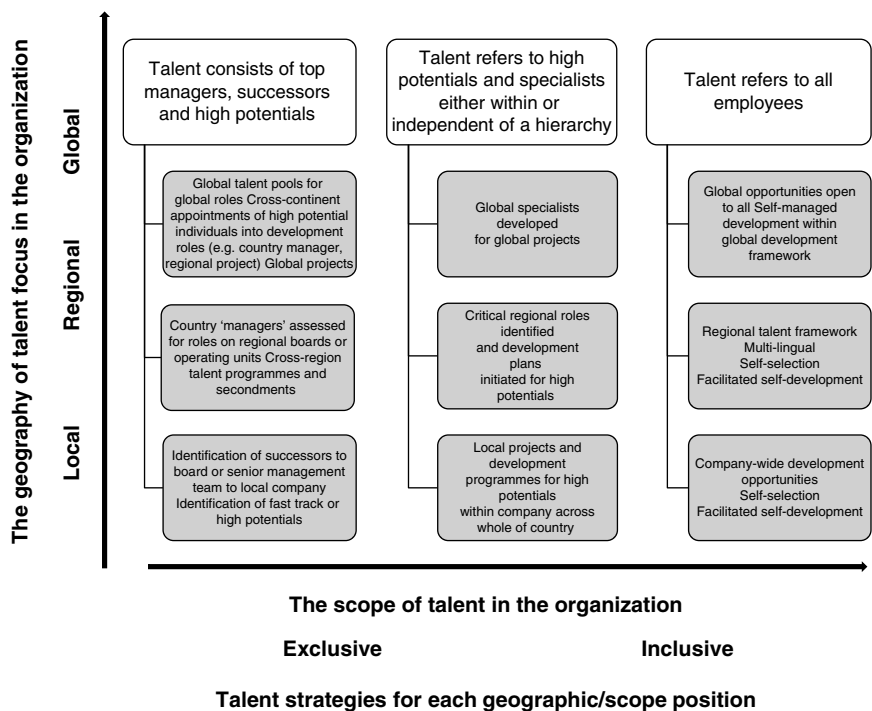 The geography of talent focus in the organization
Global
Regional
Local
Talent consists of top
managers, successors
and high potentials
Global talent pools for
global roles Cross-continent
appointments of high potential
individuals into development
roles (e.g. country manager,
regional project) Global projects
Country ‘managers’ assessed
for roles on regional boards or
operating units Cross-region
talent programmes and
secondments
Identification of successors to
board or senior management
team to local company
Identification of fast track or
high potentials
Talent refers to high
potentials and specialists
either within or
independent of a hierarchy
Global specialists
developed
for global projects
Critical regional roles
identified
and development
plans
initiated for high
potentials
Local projects and
development
programmes for high
potentials
within company across
whole of country
Talent refers to all
employees
Global opportunities open
to all Self-managed
development within
global development
framework
Regional talent framework
Multi-lingual
Self-selection
Facilitated self-development
Company-wide development
opportunities
Self-selection
Facilitated self-development
The scope of talent in the organization
Exclusive
Inclusive
Talent strategies for each geographic/scope position